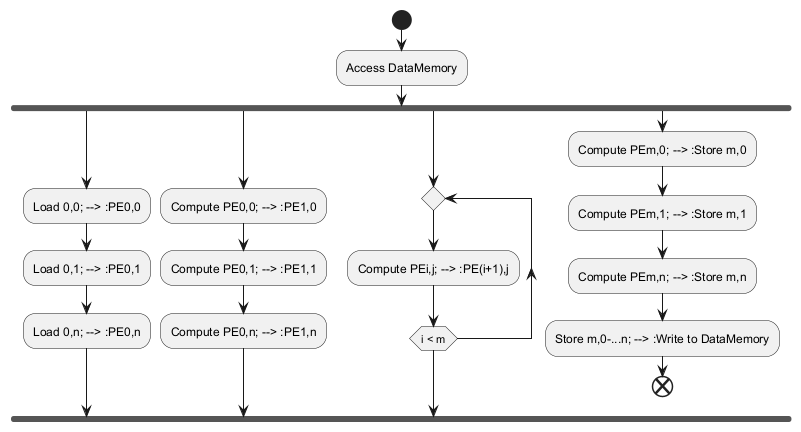 Access DataMemory
Load 0,0; --> :PE0,0
Load 0,1; --> :PE0,1
Load 0,n; --> :PE0,n
Compute PE0,0; --> :PE1,0
Compute PE0,1; --> :PE1,1
Compute PE0,n; --> :PE1,n
Compute PEi,j; --> :PE(i+1),j
i < m
Compute PEm,0; --> :Store m,0
Compute PEm,1; --> :Store m,1
Compute PEm,n; --> :Store m,n
Store m,0-...n; --> :Write to DataMemory